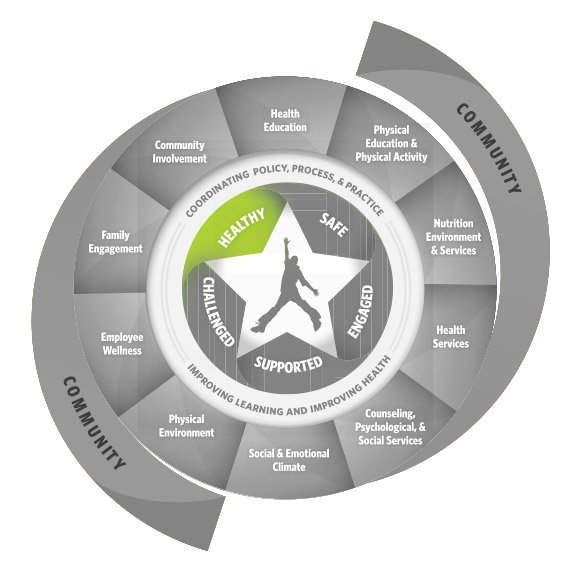 COMMUNITY
Health
Education
Physical
Education &
Physical Activity
Nutrition
Environment
& Services
Health
Services
Counseling,
Psychological, &
Social Services
Social & Emotional
Climate
Physical
Environment
Employee
Wellness
Family
Engagement
Community
Involvement
COORDINATING POLICY, PROCESS, & PRACTICE
HEALTHY
SAFE
ENGAGED
SUPPORTED
CHALLENGED
IMPROVING LEARNING AND IMPROVING HEALTH
COMMUNITY